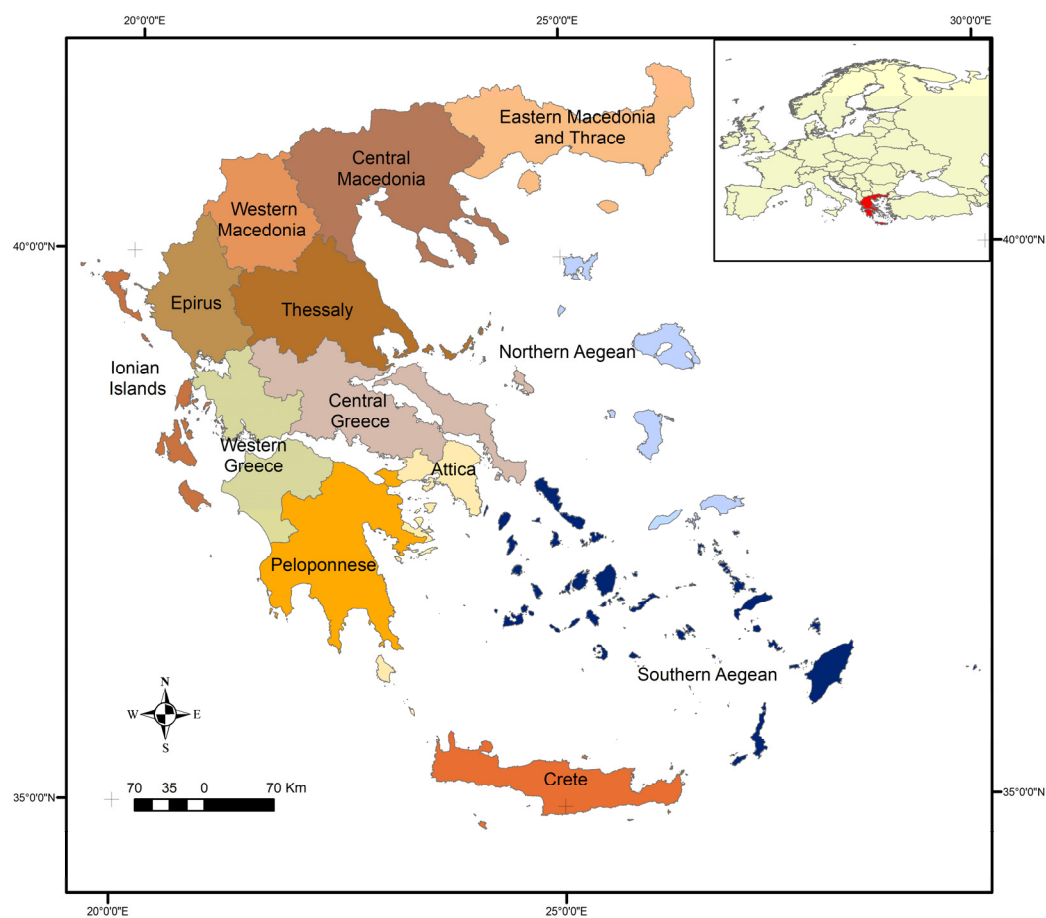 20°0'0"E
25°0'0"E
30°0'0"E
Eastern Macedonia
and Thrace
Central
Macedonia
Western
Macedonia
40°0'0"N
40°0'0"N
Epirus
Thessaly
Northern Aegean
Ionian
Islands
Central
Greece
Western
Greece
Attica
Peloponnese
Southern Aegean
N
W
E
S
Crete
70
35
0
70 Km
35°0'0"N
35°0'0"N
20°0'0"E
25°0'0"E